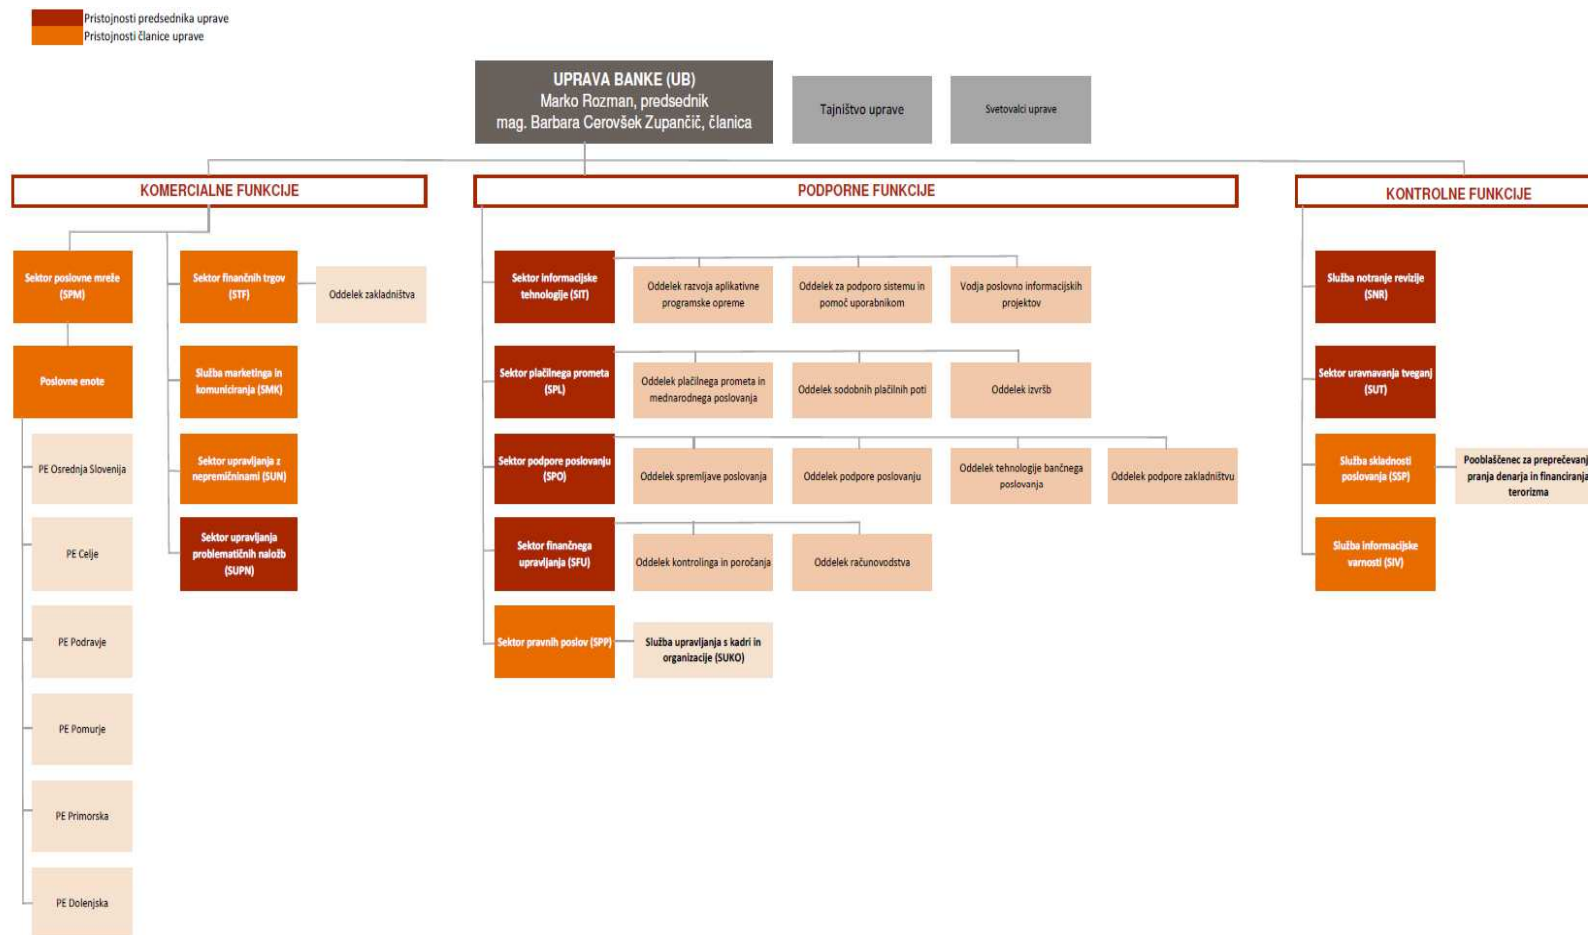 Pristojnosti predsednika uprave
Pristojnosti članice uprave
UPRAVA BANKE (UB)
Marko Rozman, predsednik
mag. Barbara Cerovšek Zupančič, članica
Tajništvo uprave
Svetovalci uprave
KOMERCIALNE FUNKCIJE
PODPORNE FUNKCIJE
KONTROLNE FUNKCIJE
Sektor poslovne mreže
(SPM)
Poslovne enote
PE Osrednja Slovenija
PE Celje
PE Podravje
PE Pomurje
PE Primorska
PE Dolenjska
Sektor finančnih trgov
(STF)
Oddelek zakladništva
Služba marketinga in
komuniciranja (SMK)
Sektor upravljanja z
nepremičninami (SUN)
Sektor upravljanja
problematičnih naložb
(SUPN)
Sektor informacijske
tehnologije (SIT)
Oddelek razvoja aplikativne
programske opreme
Oddelek za podporo sistemu in
pomoč uporabnikom
Vodja poslovno informacijskih
projektov
Sektor plačilnega prometa
(SPL)
Oddelek plačilnega prometa in
mednarodnega poslovanja
Oddelek sodobnih plačilnih poti
Oddelek izvršb
Sektor podpore poslovanju
(SPO)
Oddelek spremljave poslovanja
Oddelek podpore poslovanju
Oddelek tehnologije bančnega
poslovanja
Oddelek podpore zakladništvu
Sektor finančnega
upravljanja (SFU)
Oddelek kontrolinga in poročanja
Oddelek računovodstva
Sektor pravnih poslov (SPP)
Služba upravljanja s kadri in
organizacije (SUKO)
Služba notranje revizije
(SNR)
Sektor uravnavanja tveganj
(SUT)
Služba skladnosti
poslovanja (SSP)
Pooblaščenec za preprečevanj
pranja denarja in financiranja
terorizma
Služba informacijske
varnosti (SIV)